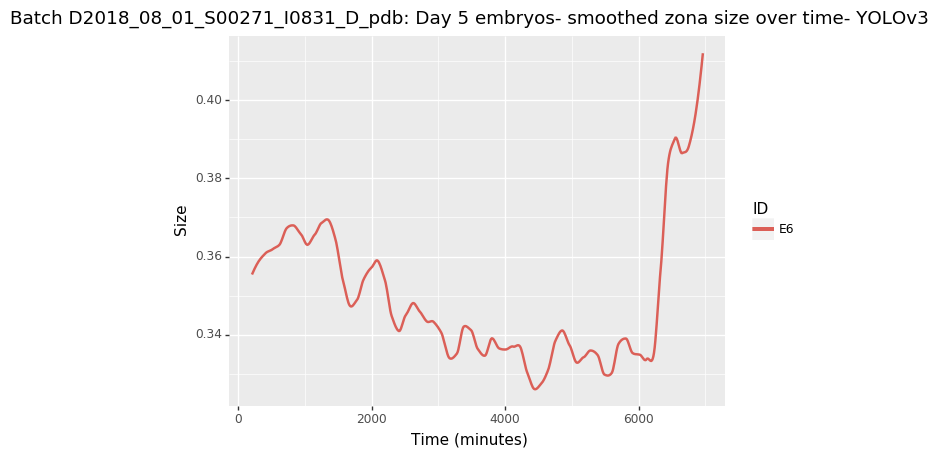 Batch D2018_08_01_S00271_I0831_D_pdb: Day 5 embryos- smoothed zona size over time- YOLOv3
0.40
0.38
0.36
0.34
Size
0
2000
4000
6000
Time (minutes)
ID
E6